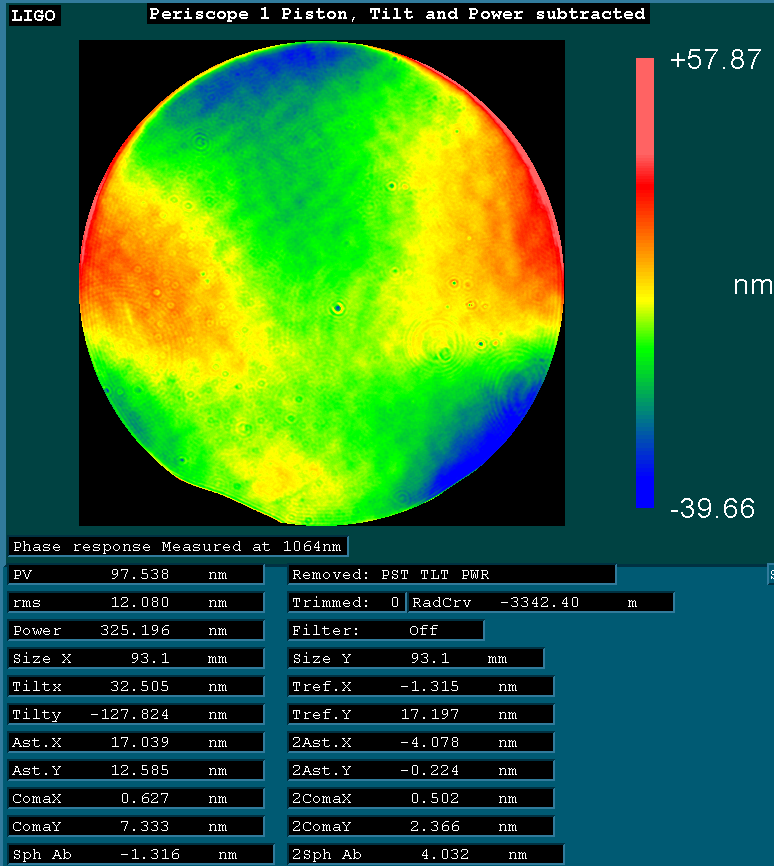 LIGO
Periscope 1 Piston, Tilt and Power subtracted
+57.87
nm
-39.66
Phase response Measured at 1064nm
PV 97.538 nm Removed: PST TLT PWR
rms 12.080 nm Trimmed: 0 RadCrv -3342.40 m
Power 325.196 nm Filter: Off
Size X 93.1 mm Size Y 93.1 mm
Tiltx 32.505 nm Tref.X -1.315 nm
Tilty -127.824 nm Tref.Y 17.197 nm
Ast.X 17.039 nm 2Ast.X -4.078 nm
Ast.Y 12.585 nm 2Ast.Y -0.224 nm
ComaX 0.627 nm 2ComaX 0.502 nm
ComaY 7.333 nm 2ComaY 2.366 nm
Sph Ab -1.316 nm 2Sph Ab 4.032 nm